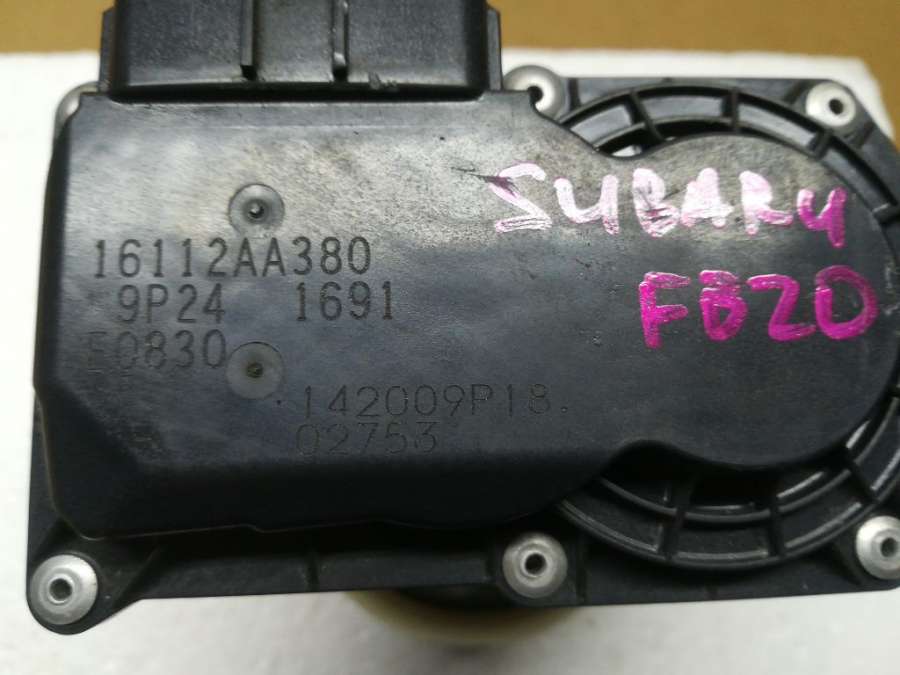 SUBARU
FB20
16112AA380
9P24 1691
E0830
142009P18.
02753